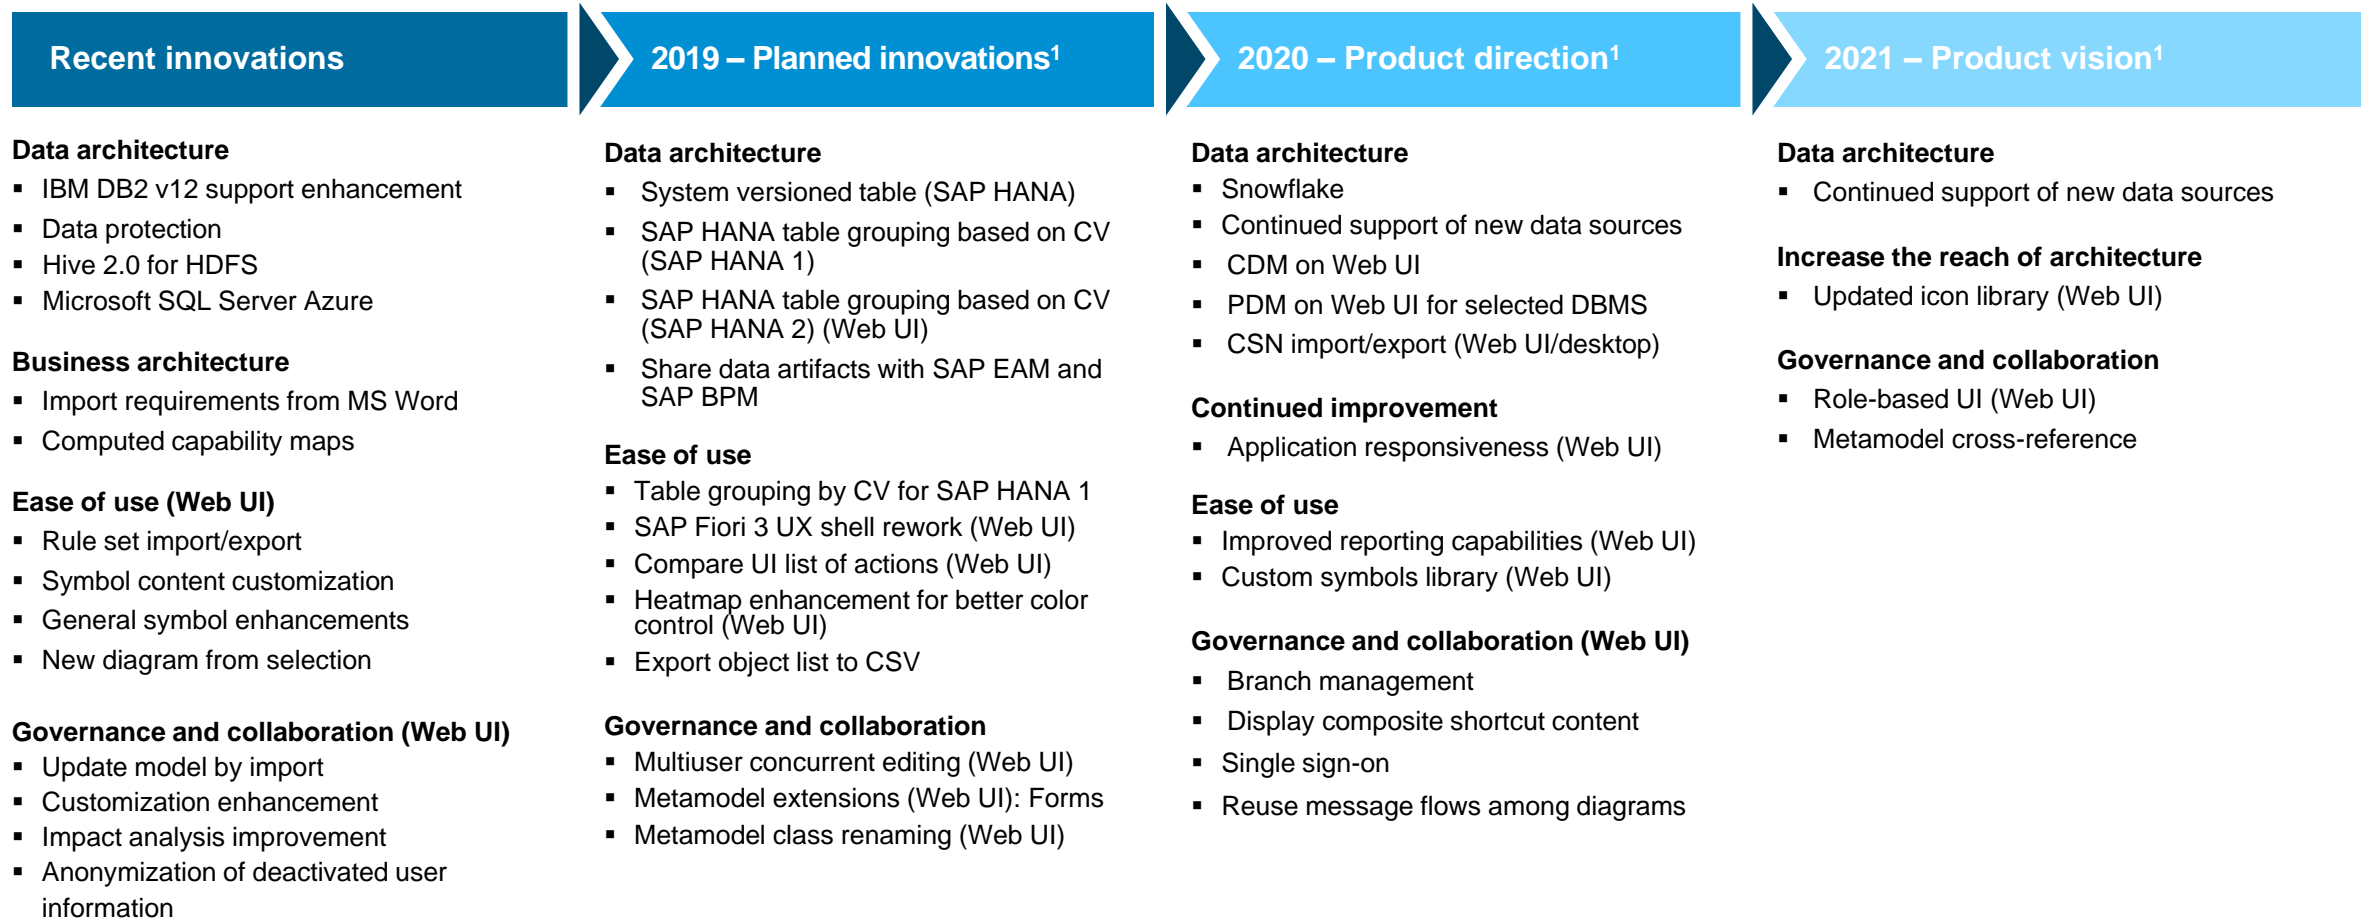 Recent innovations
Data architecture
▪ IBM DB2 v12 support enhancement
▪ Data protection
▪ Hive 2.0 for HDFS
▪ Microsoft SQL Server Azure
Business architecture
▪ Import requirements from MS Word
▪ Computed capability maps
Ease of use (Web UI)
▪ Rule set import/export
▪ Symbol content customization
▪ General symbol enhancements
▪ New diagram from selection
Governance and collaboration (Web UI)
▪ Update model by import
▪ Customization enhancement
▪ Impact analysis improvement
▪ Anonymization of deactivated user
information
2019 – Planned innovations¹
Data architecture
▪ System versioned table (SAP HANA)
▪ SAP HANA table grouping based on CV
(SAP HANA 1)
▪ SAP HANA table grouping based on CV
(SAP HANA 2) (Web UI)
▪ Share data artifacts with SAP EAM and
SAP BPM
Ease of use
▪ Table grouping by CV for SAP HANA 1
▪ SAP Fiori 3 UX shell rework (Web UI)
▪ Compare UI list of actions (Web UI)
▪ Heatmap enhancement for better color
control (Web UI)
▪ Export object list to CSV
Governance and collaboration
▪ Multiuser concurrent editing (Web UI)
▪ Metamodel extensions (Web UI): Forms
▪ Metamodel class renaming (Web UI)
2020 – Product direction¹
Data architecture
▪ Snowflake
▪ Continued support of new data sources
▪ CDM on Web UI
▪ PDM on Web UI for selected DBMS
▪ CSN import/export (Web UI/desktop)
Continued improvement
▪ Application responsiveness (Web UI)
Ease of use
▪ Improved reporting capabilities (Web UI)
▪ Custom symbols library (Web UI)
Governance and collaboration (Web UI)
▪ Branch management
▪ Display composite shortcut content
▪ Single sign-on
▪ Reuse message flows among diagrams
2021 – Product vision¹
Data architecture
▪ Continued support of new data sources
Increase the reach of architecture
▪ Updated icon library (Web UI)
Governance and collaboration
▪ Role-based UI (Web UI)
▪ Metamodel cross-reference